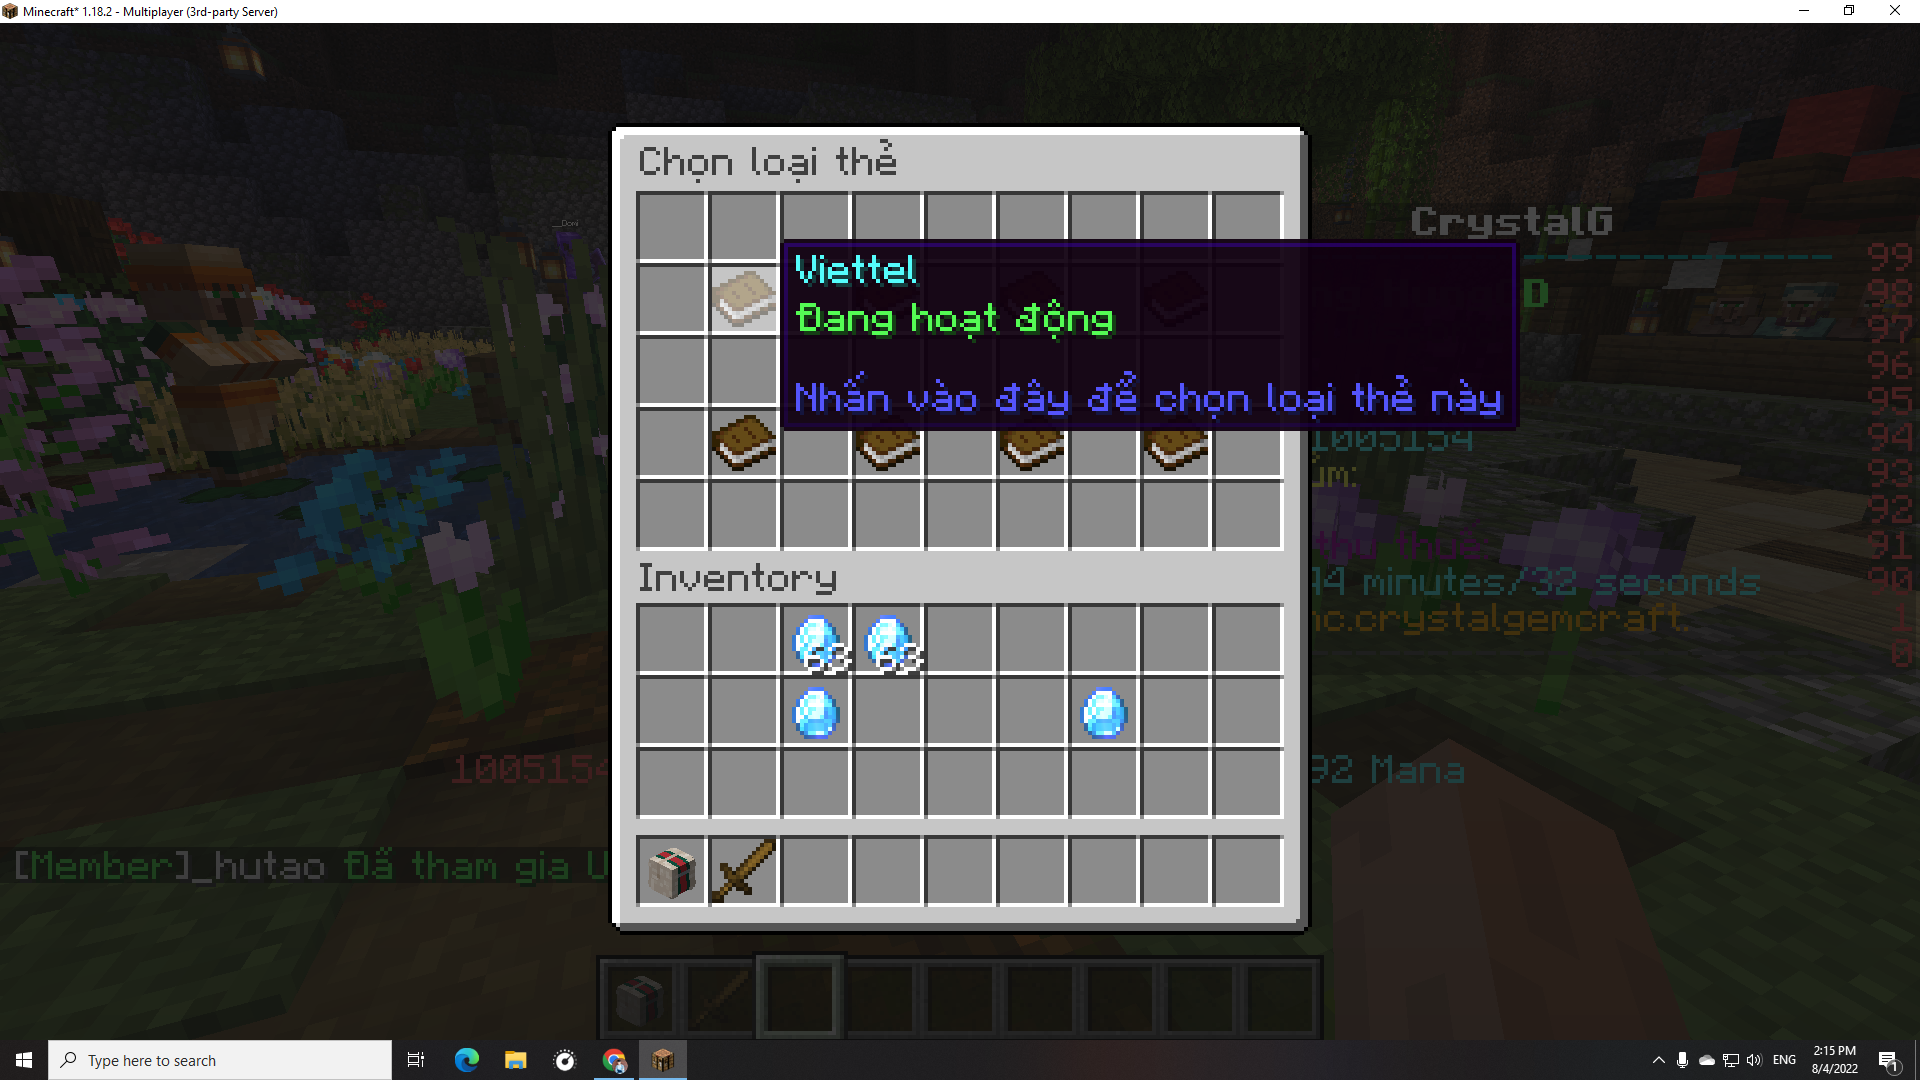 Minecraft* 1.18.2 - Multiplayer (3rd-party Server)
Chọn loại thẻ
Viettel
Đang hoạt động
Nhấn vào đây để chọn loại thẻ này
CrystalG
99
98
97
96
95
94
93
92
91
90
1
0
1005154
ùm:
thu thuế:
94 minutes/32 seconds
mc.crystalgemcraft.
Inventory
63
63
1005154
92 Mana
[Member]_hutao Đã tham gia
Type here to search
ENG
2:15 PM
8/4/2022
1